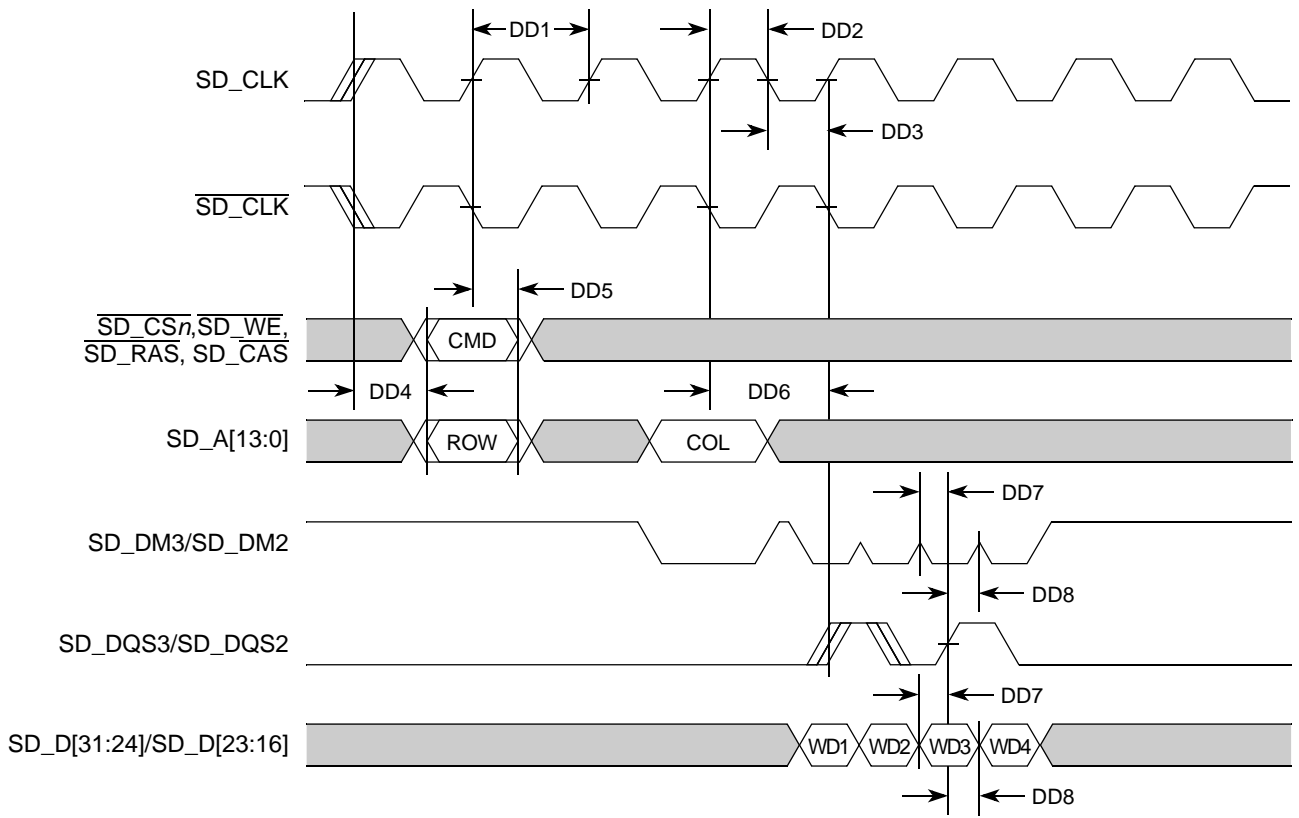 DD1
DD2
SD_CLK
DD3
SD_CLK
DD5
SD_CSn,SD_WE,
SD_RAS, SD_CAS
CMD
DD4
DD6
SD_A[13:0]
ROW
COL
DD7
SD_DM3/SD_DM2
DD8
SD_DQS3/SD_DQS2
DD7
SD_D[31:24]/SD_D[23:16]
WD1 WD2 WD3 WD4
DD8